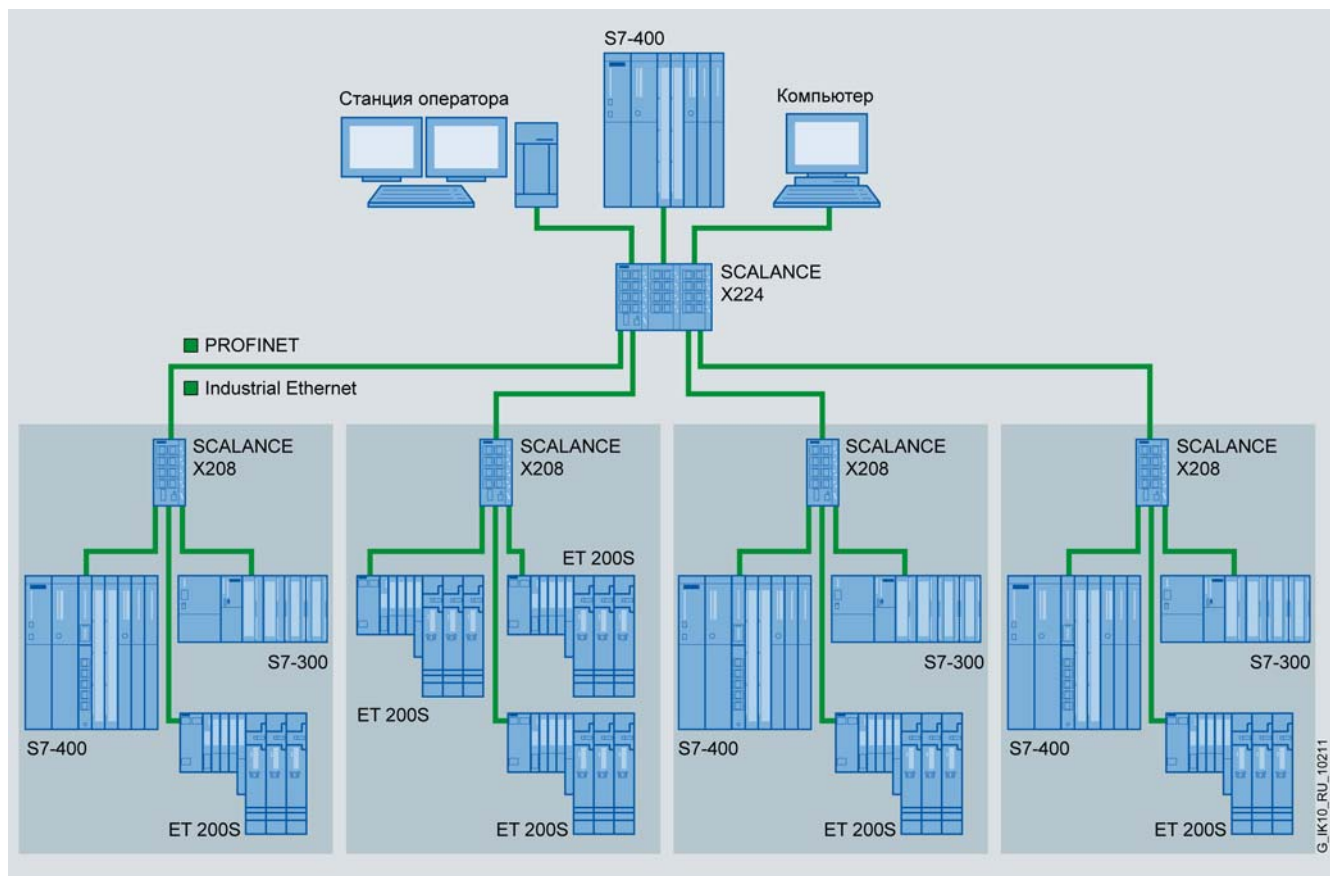 S7-400
Станция оператора
Компьютер
SCALANCE
X224
PROFINET
Industrial Ethernet
SCALANCE
X208
S7-300
S7-400
ET 200S
SCALANCE
X208
ET 200S
ET 200S
ET 200S
SCALANCE
X208
S7-300
S7-400
ET 200S
SCALANCE
X208
S7-300
S7-400
ET 200S
G_IK10_RU_10211